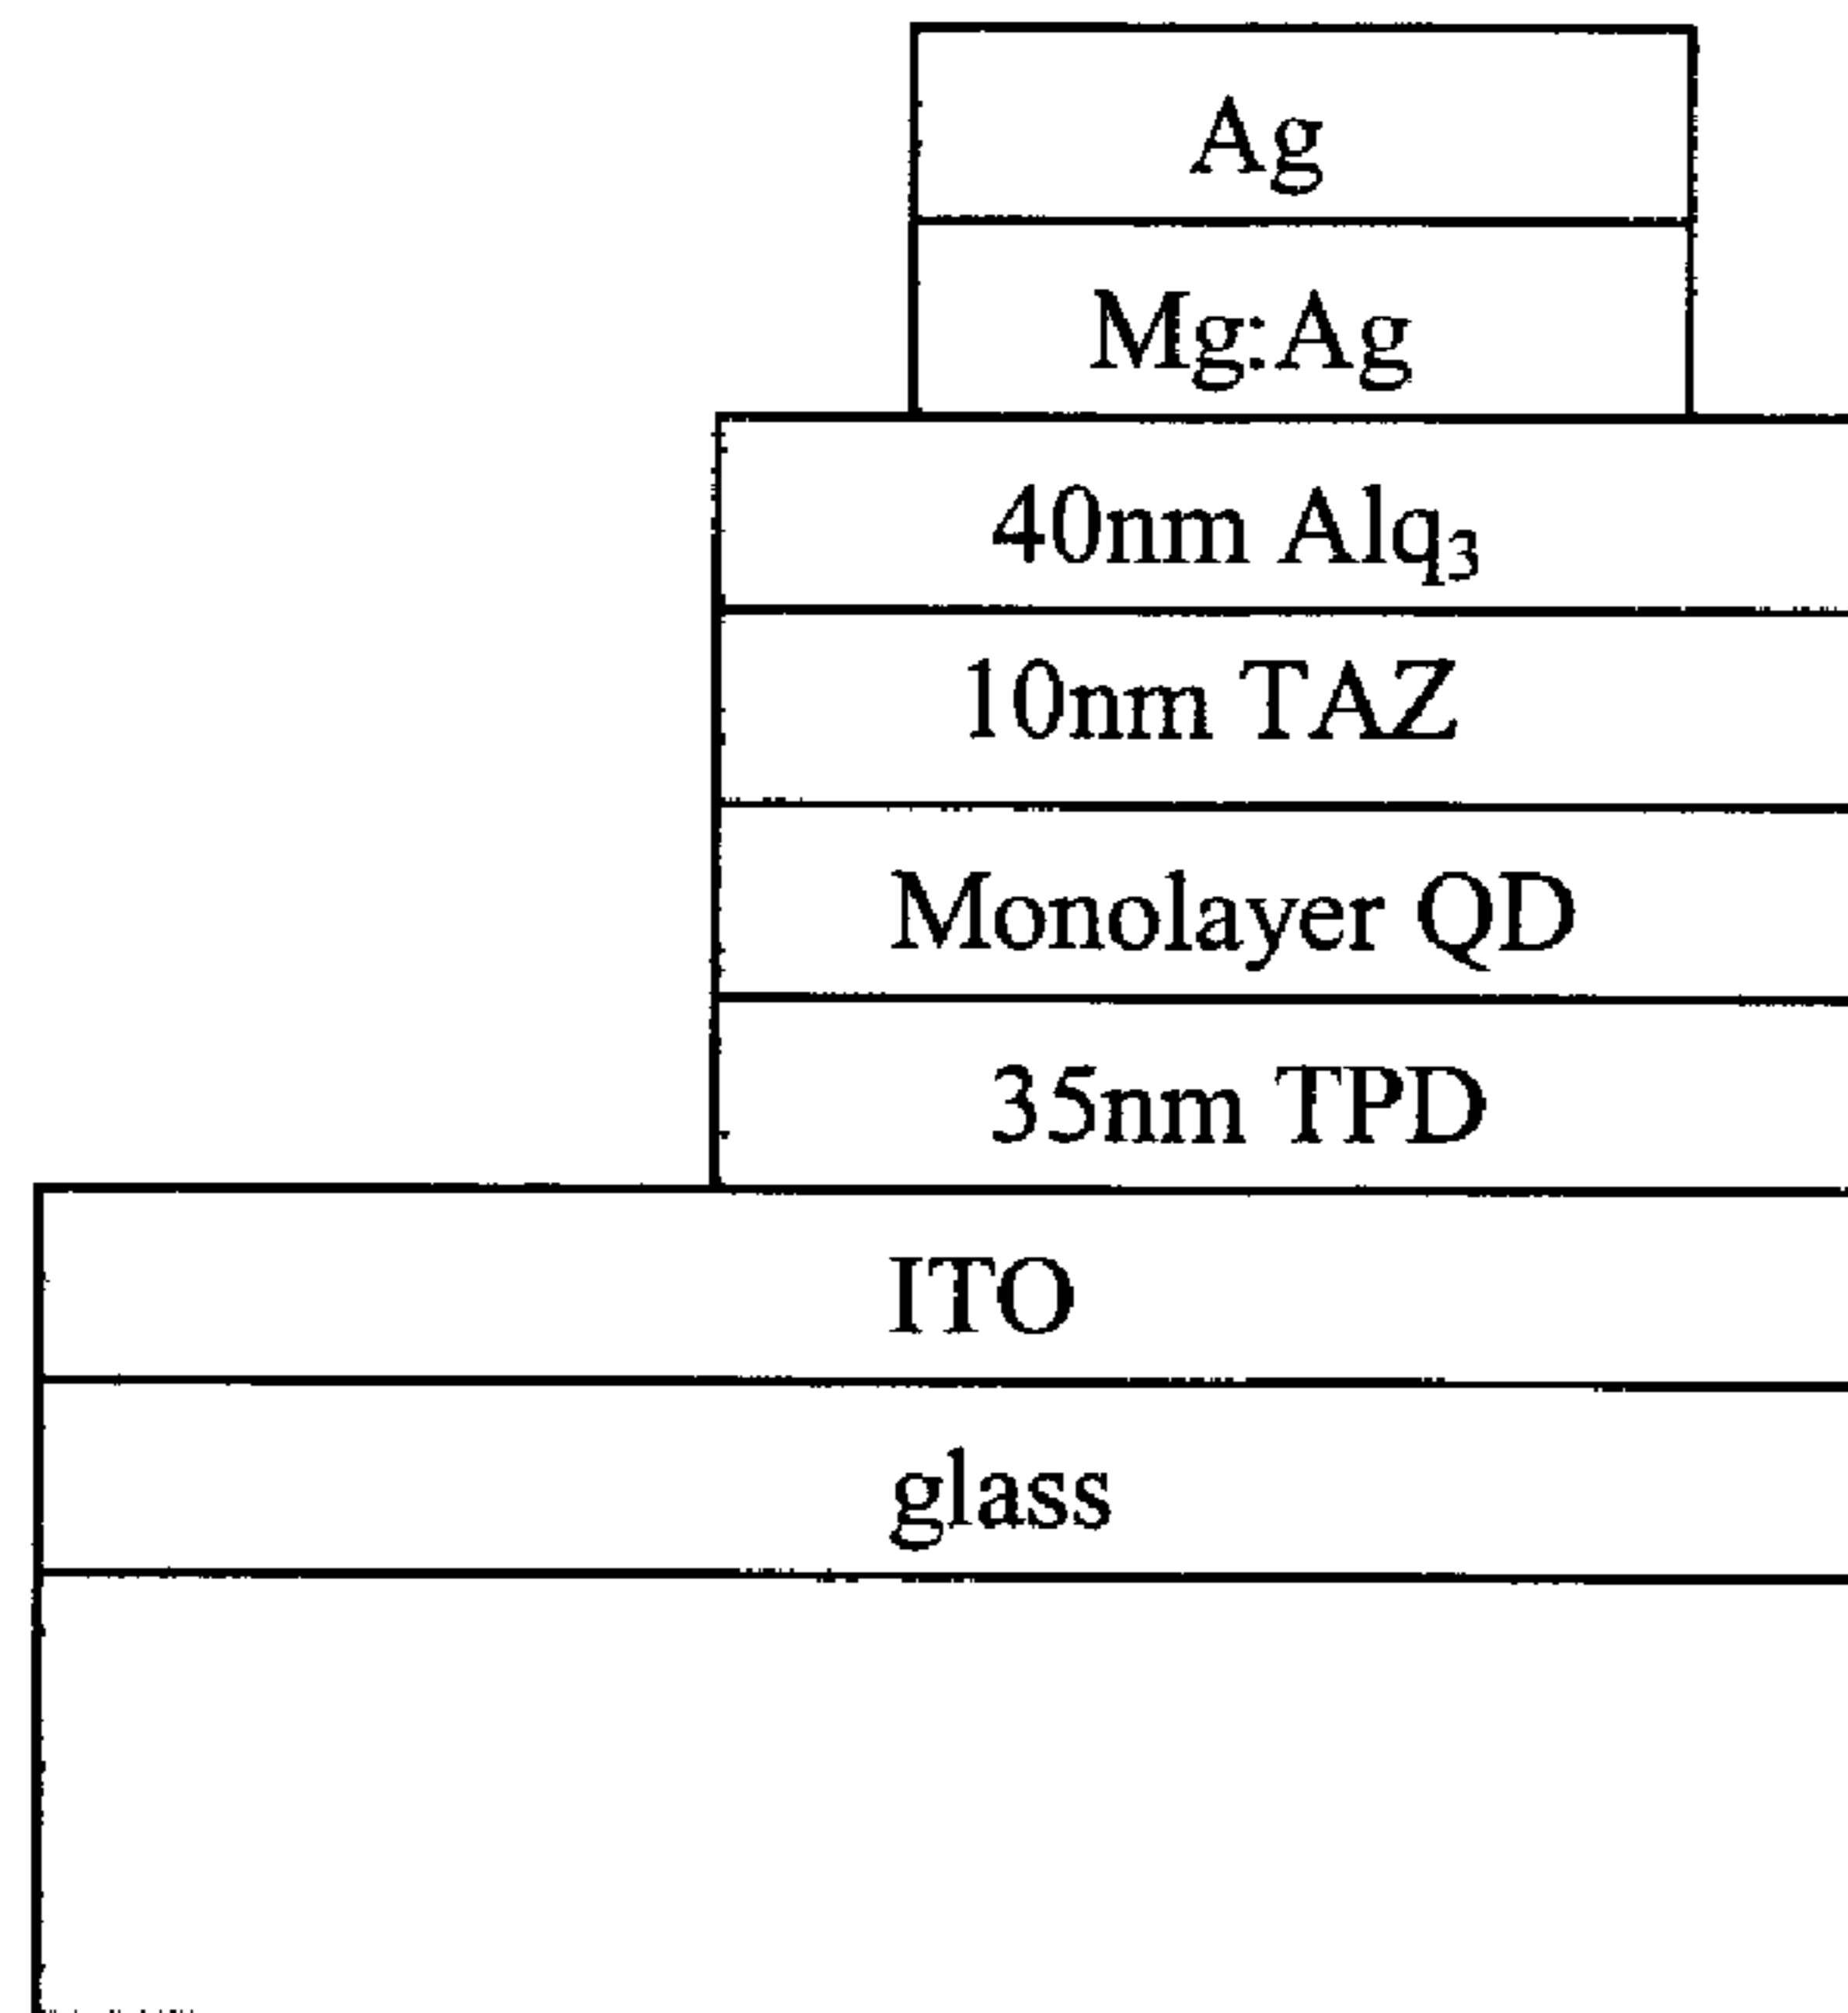 Ag
Mg:Ag
40nm Alq₃
10nm TAZ
Monolayer QD
35nm TPD
ITO
glass